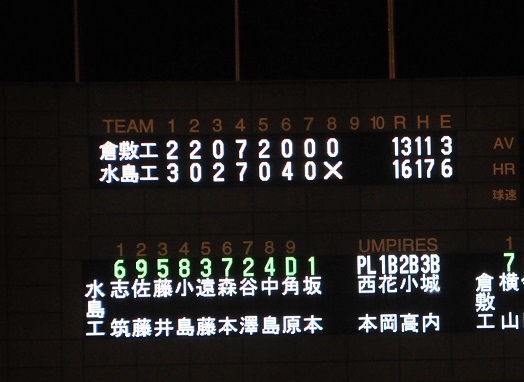 TEAM 1 2 3 4 5 6 7 8 9 10 R H E
倉敷工 2 2 0 7 2 0 0 0 13 11 3
水島工 3 0 2 7 0 4 0 × 16 17 6
AV
HR
球速
1 2 3 4 5 6 7 8 9
6 9 5 8 3 7 2 4 D 1
水島工 志筑 佐藤 藤井 小島 遠藤 森本 谷澤 中島 角原 坂本
UMPIRES
PL 1B 2B 3B
西本 花岡 小高 城内
1
7
倉敷工 横山